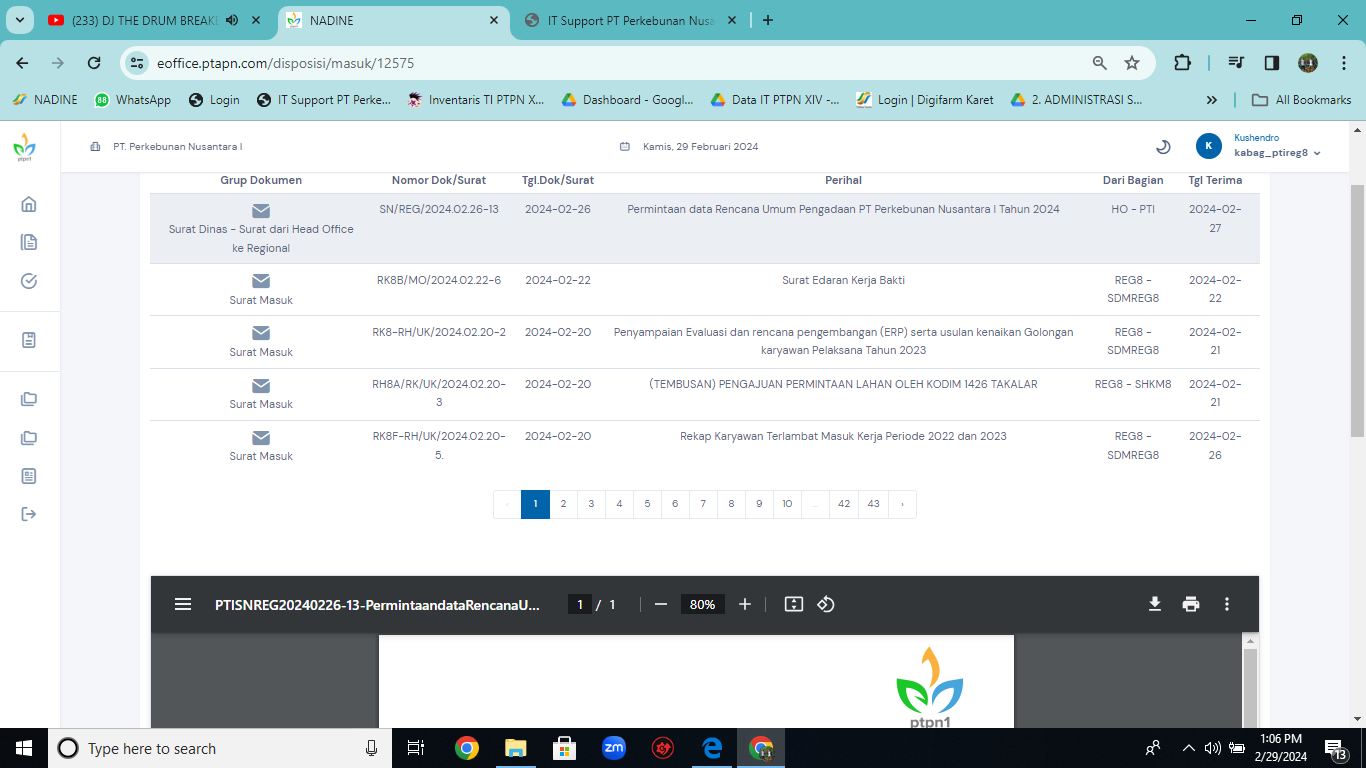 (233) DJ THE DRUM BREAKB
NADINE
IT Support PT Perkebunan Nusa
eoffice.ptapn.com/disposisi/masuk/12575
NADINE
WhatsApp
Login
IT Support PT Perke...
Inventaris TI PTPN X...
Dashboard - Googl...
Data IT PTPN XIV -...
Login | Digifarm Karet
2. ADMINISTRASI S...
»
All Bookmarks
ptpn1
PT. Perkebunan Nusantara I
Kamis, 29 Februari 2024
K
Kushendro
kabag_ptireg8
Grup Dokumen Nomor Dok/Surat Tgl.Dok/Surat Perihal Dari Bagian Tgl Terima
SN/REG/2024.02.26-13 2024-02-26 Permintaan data Rencana Umum Pengadaan PT Perkebunan Nusantara I Tahun 2024 HO - PTI 2024-02-
Surat Dinas - Surat dari Head Office 27
ke Regional
RK8B/MO/2024.02.22-6 2024-02-22 Surat Edaran Kerja Bakti REG8 - 2024-02-
Surat Masuk SDMREG8 22
RK8-RH/UK/2024.02.20-2 2024-02-20 Penyampaian Evaluasi dan rencana pengembangan (ERP) serta usulan kenaikan Golongan REG8 - 2024-02-
Surat Masuk karyawan Pelaksana Tahun 2023 SDMREG8 21
RH8A/RK/UK/2024.02.20- 2024-02-20 (TEMBUSAN) PENGAJUAN PERMINTAAN LAHAN OLEH KODIM 1426 TAKALAR REG8 - SHKM8 2024-02-
Surat Masuk 3 21
RK8F-RH/UK/2024.02.20- 2024-02-20 Rekap Karyawan Terlambat Masuk Kerja Periode 2022 dan 2023 REG8 - 2024-02-
Surat Masuk 5. SDMREG8 26
‹ 1 2 3 4 5 6 7 8 9 10 ... 42 43 ›
PTISNREG20240226-13-PermintaandataRencanaU... 1 / 1 80%
ptpn1
Type here to search
zm
1:06 PM
2/29/2024
13